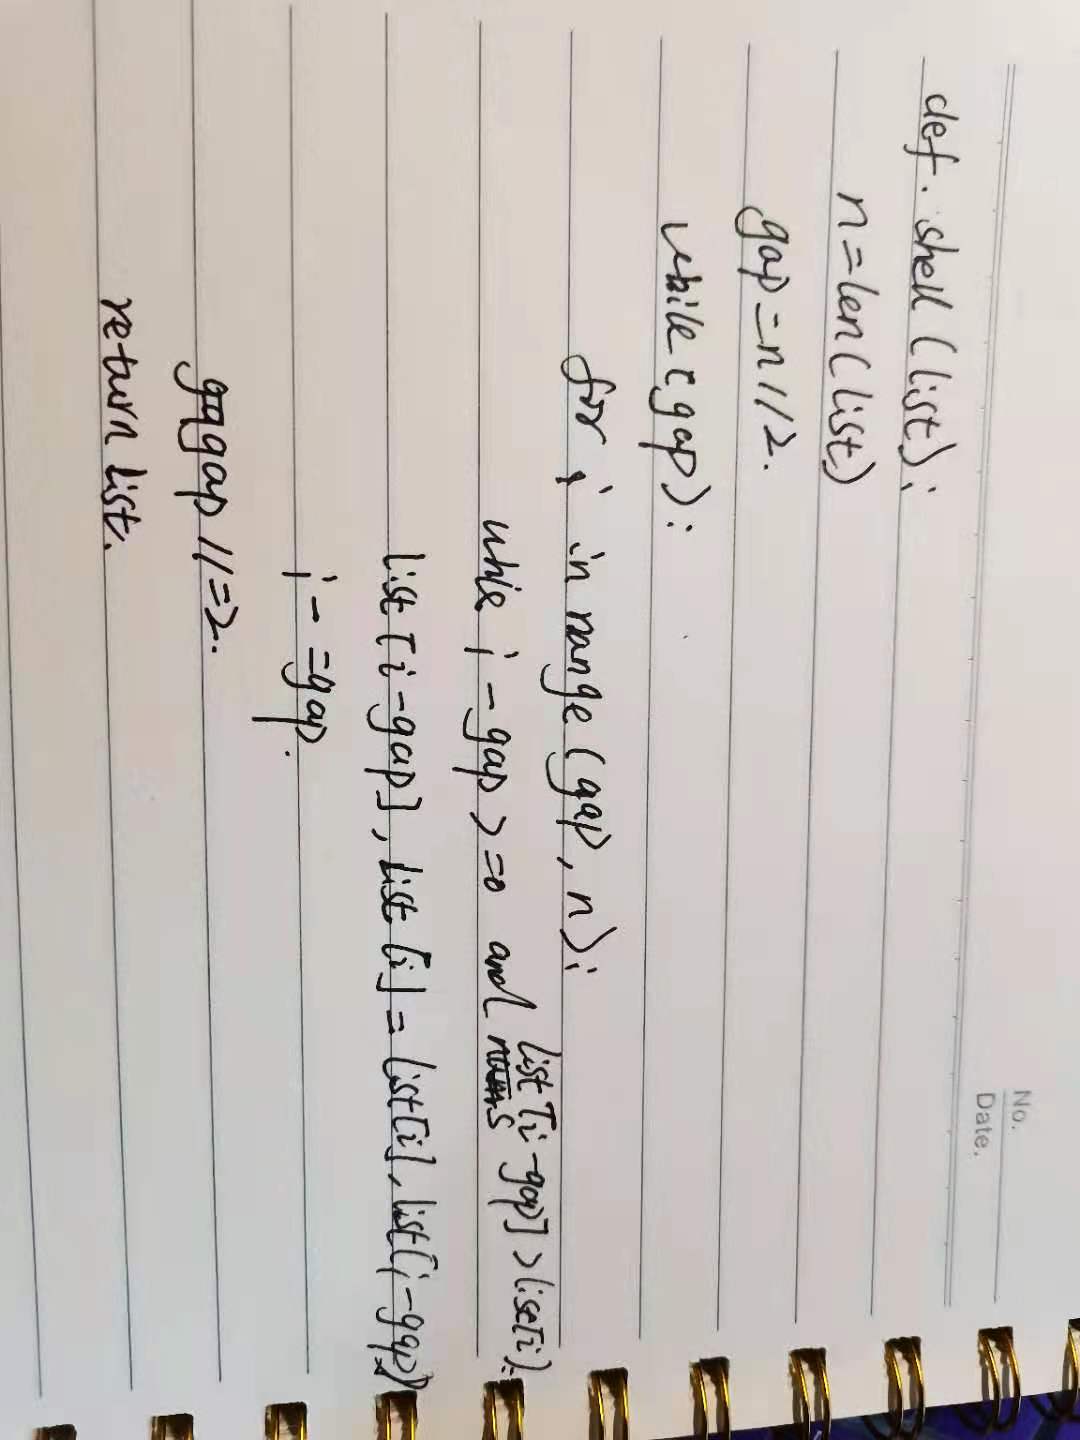 No.
Date.
def. shell (list):
n=len(list)
gap=n//2.
while (gap):
for i in range (gap, n):
while i-gap>=0 and list [i-gap]>list[i):
list [i-gap], list [i]=list[i], list[i-gap]
i-=gap.
gap//=2.
return list.